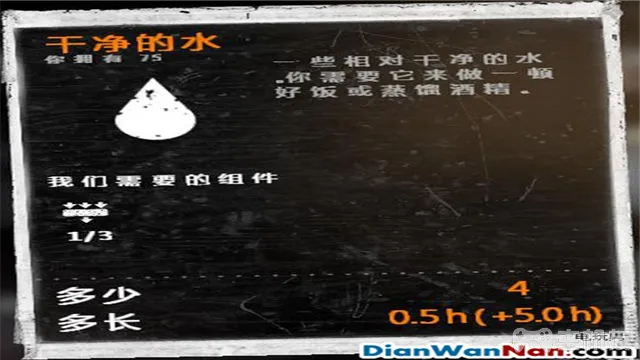 干净的水
你拥有 75
一些相对干净的水
.你需要它来做一顿
好饭或蒸馏酒精.
我们需要的组件
1/3
多少
4
多长
0.5h(+5.0h)
DianWanNan.com